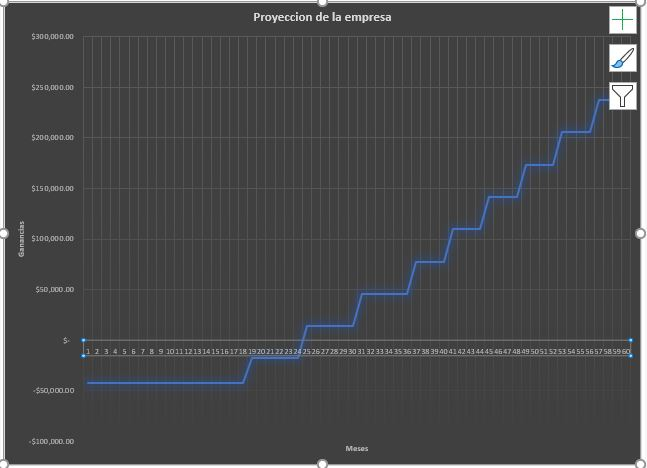 Proyeccion de la empresa
$300,000.00
$250,000.00
$200,000.00
$150,000.00
$100,000.00
$50,000.00
$-
1 2 3 4 5 6 7 8 9 10 11 12 13 14 15 16 17 18 19 20 21 22 23 24 25 26 27 28 29 30 31 32 33 34 35 36 37 38 39 40 41 42 43 44 45 46 47 48 49 50 51 52 53 54 55 56 57 58 59 60
-$50,000.00
-$100,000.00
Ganancias
Meses